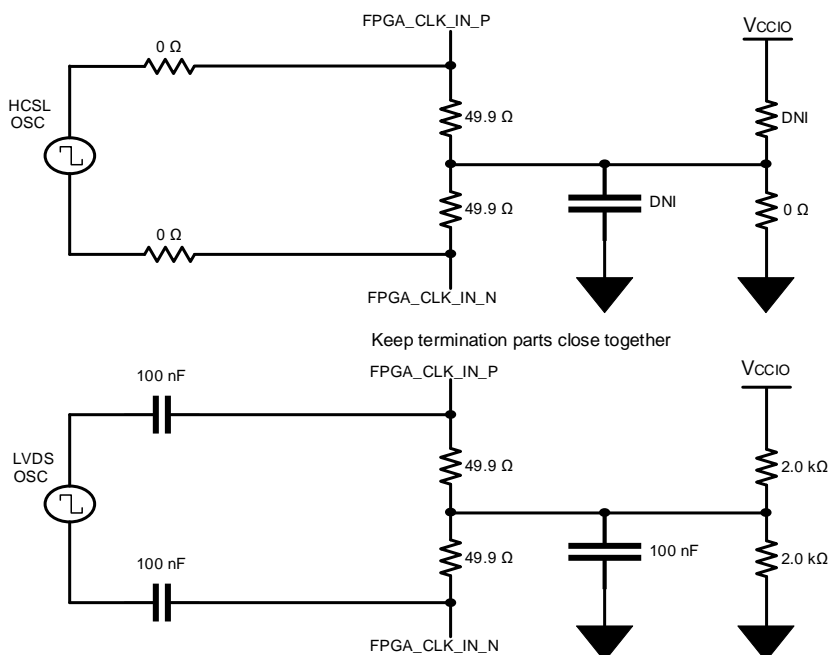 FPGA_CLK_IN_P
VCCIO
0 Ω
HCSL
OSC
49.9 Ω
DNI
49.9 Ω
DNI
0 Ω
0 Ω
FPGA_CLK_IN_N
Keep termination parts close together
FPGA_CLK_IN_P
VCCIO
100 nF
LVDS
OSC
49.9 Ω
2.0 kΩ
100 nF
49.9 Ω
100 nF
2.0 kΩ
FPGA_CLK_IN_N